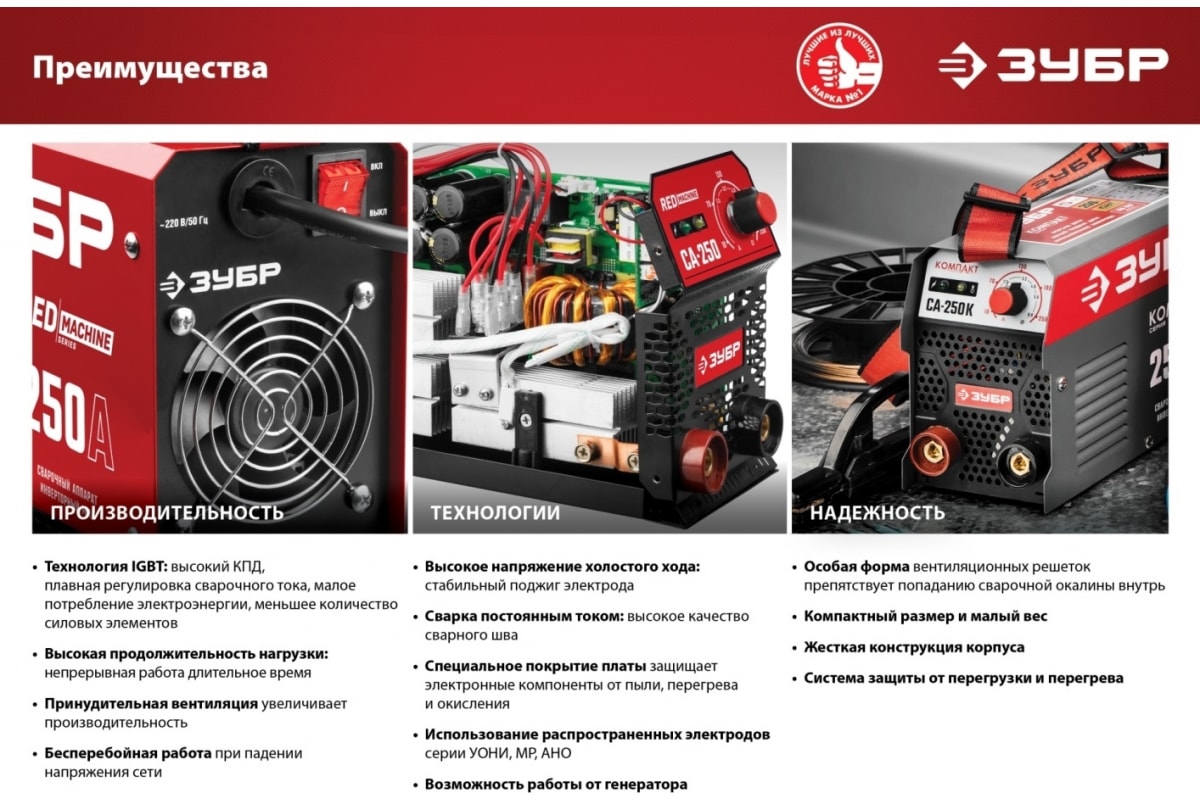 Преимущества
ЛУЧШИЕ ИЗ ЛУЧШИХ
МАРКА №1
ЗУБР
БР
ВКЛ
ВЫКЛ
~220 В/50 Гц
ЗУБР
ED MACHINE
SERIES
250A
СВАРОЧНЫЙ АППАРАТ
ИНВЕРТОРНЫЙ
ПРОИЗВОДИТЕЛЬНОСТЬ
RED MACHINE
СА-250
ЗУБР
ТЕХНОЛОГИИ
ЗУБР
КОМПАКТ
КОМПАКТ
СА-250К
ЗУБР
НАДЕЖНОСТЬ
• Технология IGBT: высокий КПД,
плавная регулировка сварочного тока, малое
потребление электроэнергии, меньшее количество
силовых элементов
• Высокая продолжительность нагрузки:
непрерывная работа длительное время
• Принудительная вентиляция увеличивает
производительность
• Бесперебойная работа при падении
напряжения сети
• Высокое напряжение холостого хода:
стабильный поджиг электрода
• Сварка постоянным током: высокое качество
сварного шва
• Специальное покрытие платы защищает
электронные компоненты от пыли, перегрева
и окисления
• Использование распространенных электродов
серии УОНИ, МР, АНО
• Возможность работы от генератора
• Особая форма вентиляционных решеток
препятствует попаданию сварочной окалины внутрь
• Компактный размер и малый вес
• Жесткая конструкция корпуса
• Система защиты от перегрузки и перегрева